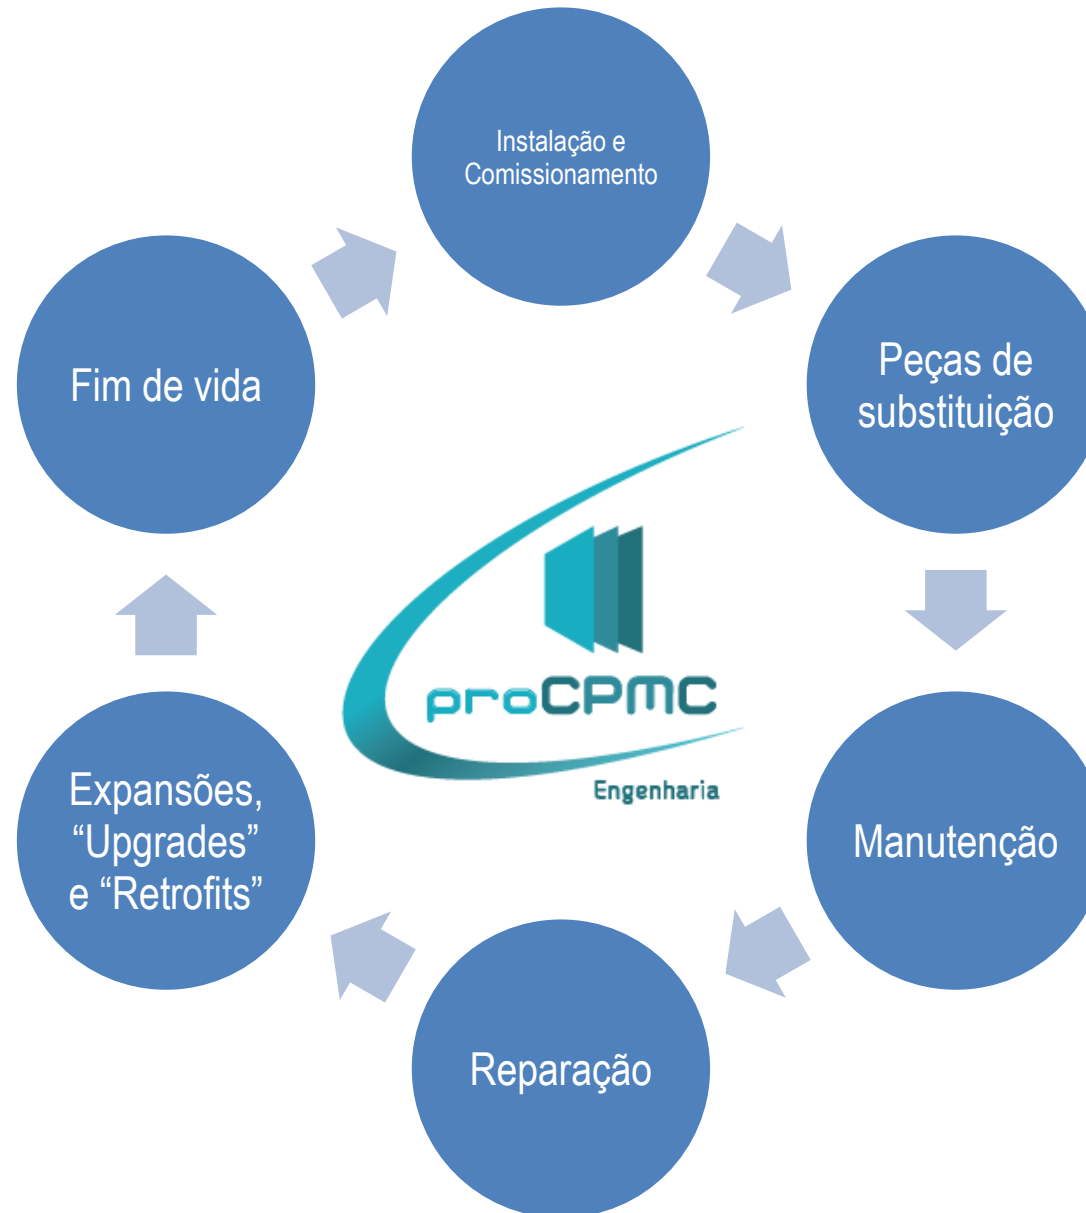 Instalação e
Comissionamento
Peças de
substituição
Manutenção
Reparação
Expansões,
“Upgrades”
e “Retrofits”
Fim de vida
proCPMC
Engenharia